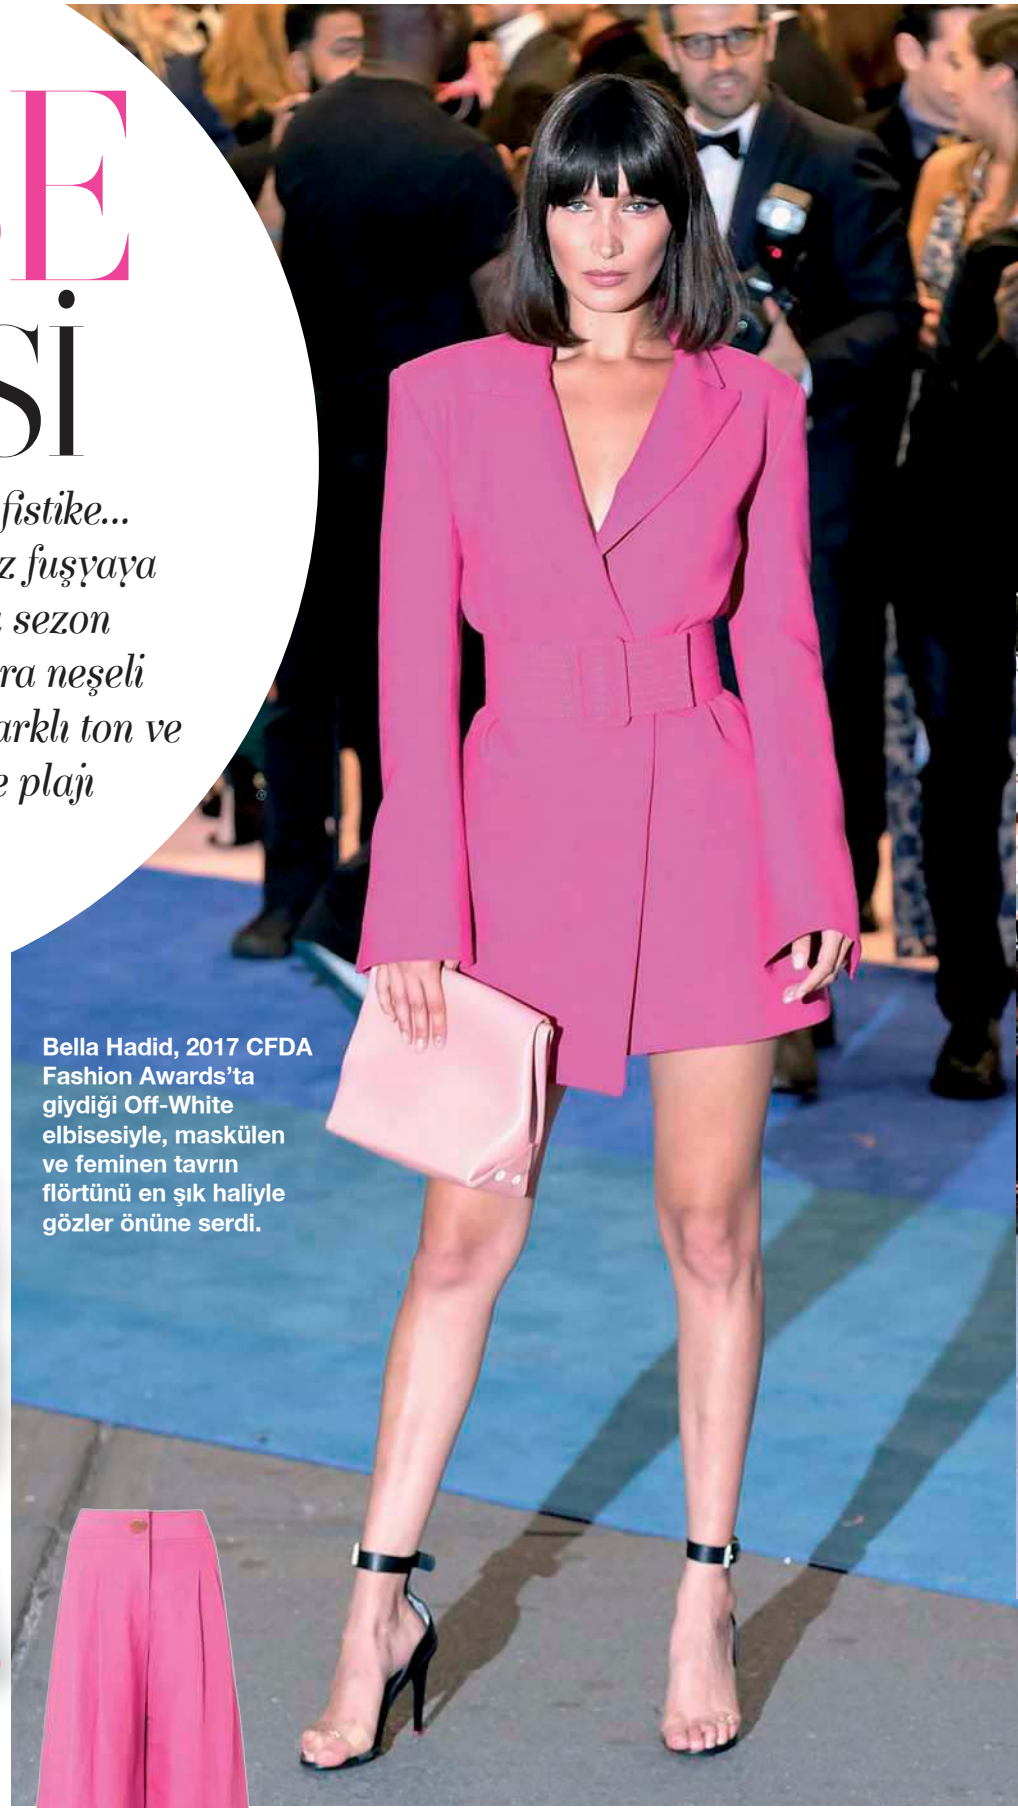 E
Sİ
fistike...
z fuşyaya
sezon
ra neşeli
arklı ton ve
e plajı
Bella Hadid, 2017 CFDA
Fashion Awards’ta
giydiği Off-White
elbisesiyle, maskülen
ve feminen tavrın
flörtünü en şık haliyle
gözler önüne serdi.